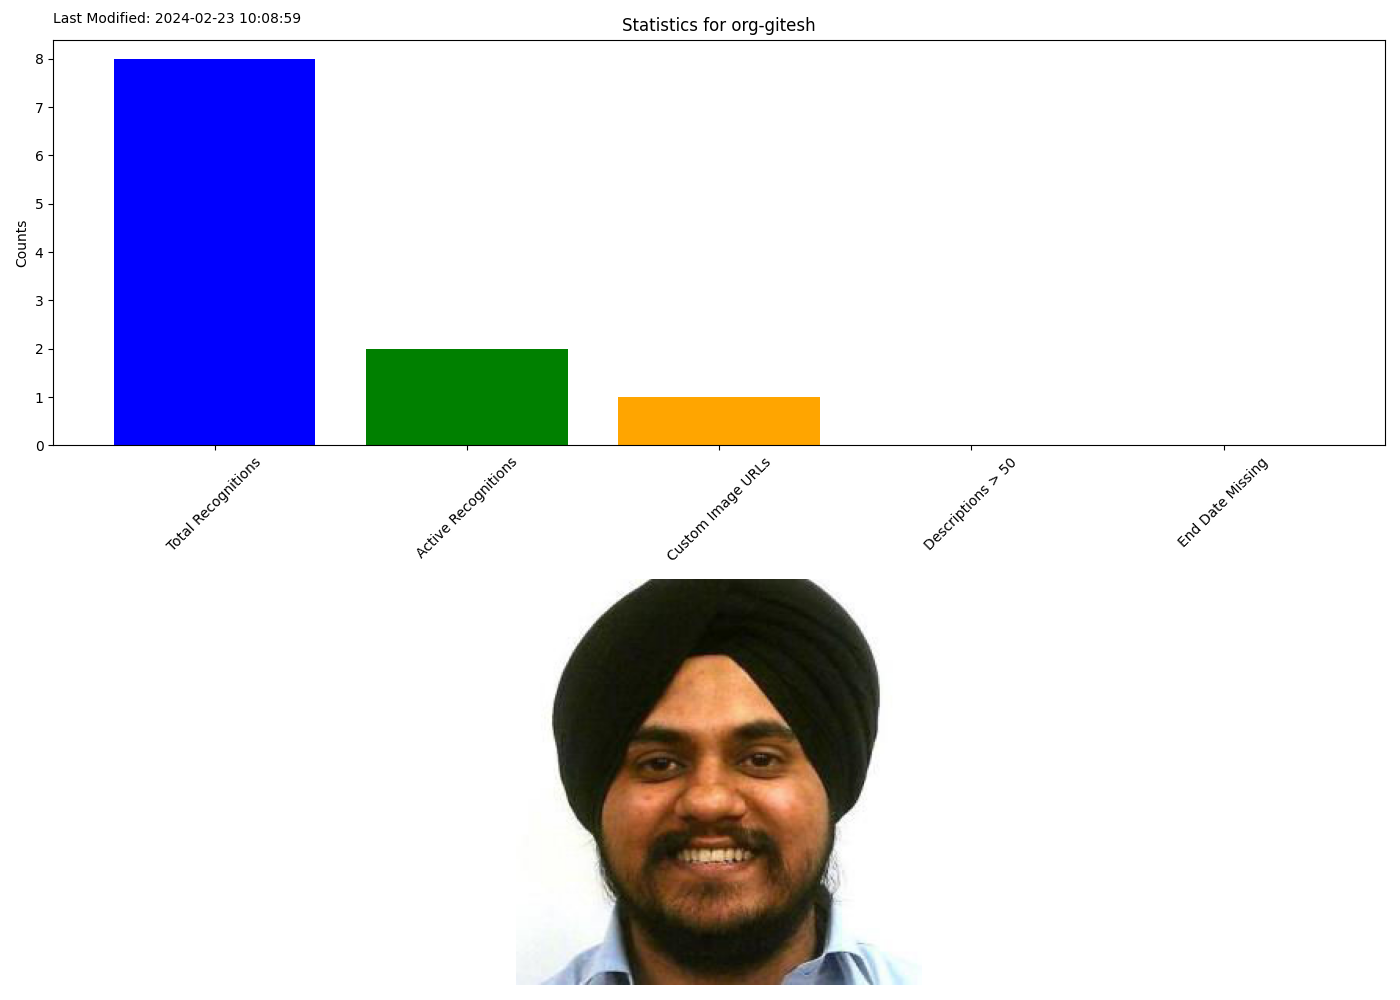 Last Modified: 2024-02-23 10:08:59
Statistics for org-gitesh
8
7
6
5
4
3
2
1
0
Counts
Total Recognitions
Active Recognitions
Custom Image URLs
Descriptions > 50
End Date Missing